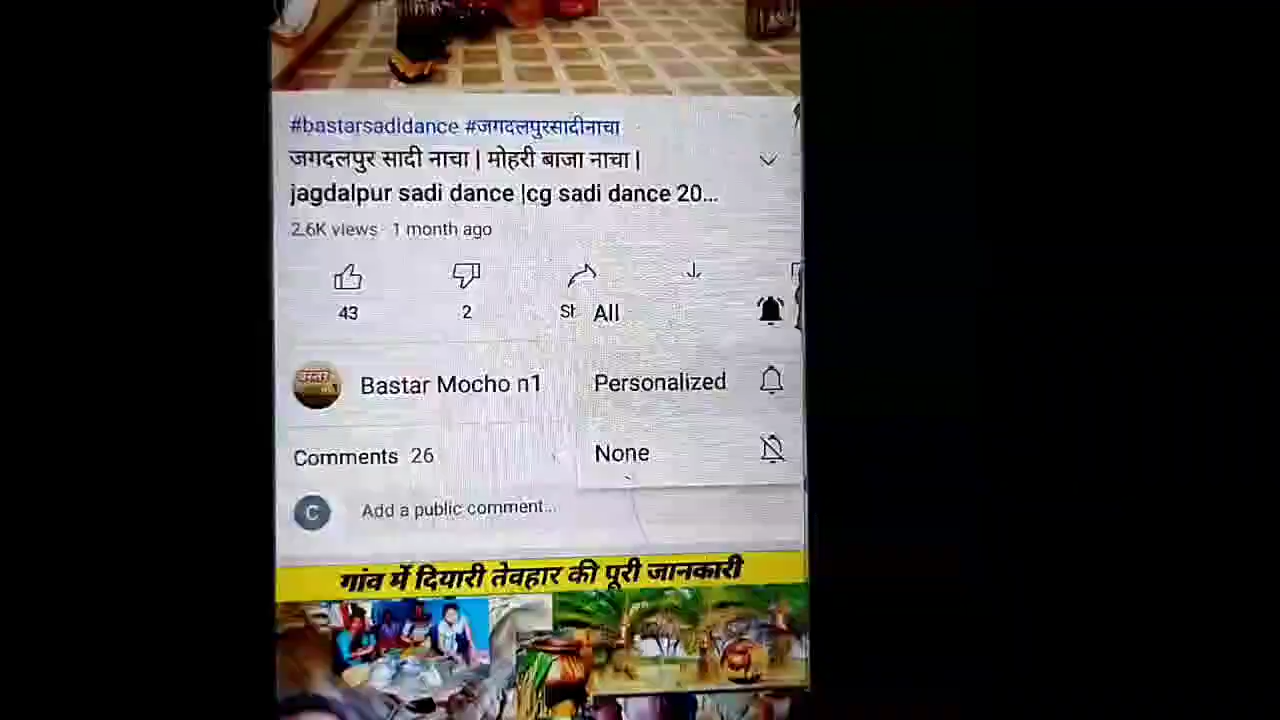 #bastarsadidance #जगदलपुरसादीनाचा
जगदलपुर सादी नाचा | मोहरी बाजा नाचा |
jagdalpur sadi dance |cg sadi dance 20...
2.6K views · 1 month ago
43
2
Sh
All
Bastar Mocho n1
Personalized
Comments 26
None
C
Add a public comment...
गांव में दियारी तेवहार की पूरी जानकारी